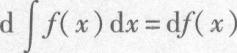 d ∫ f(x) dx = df(x)